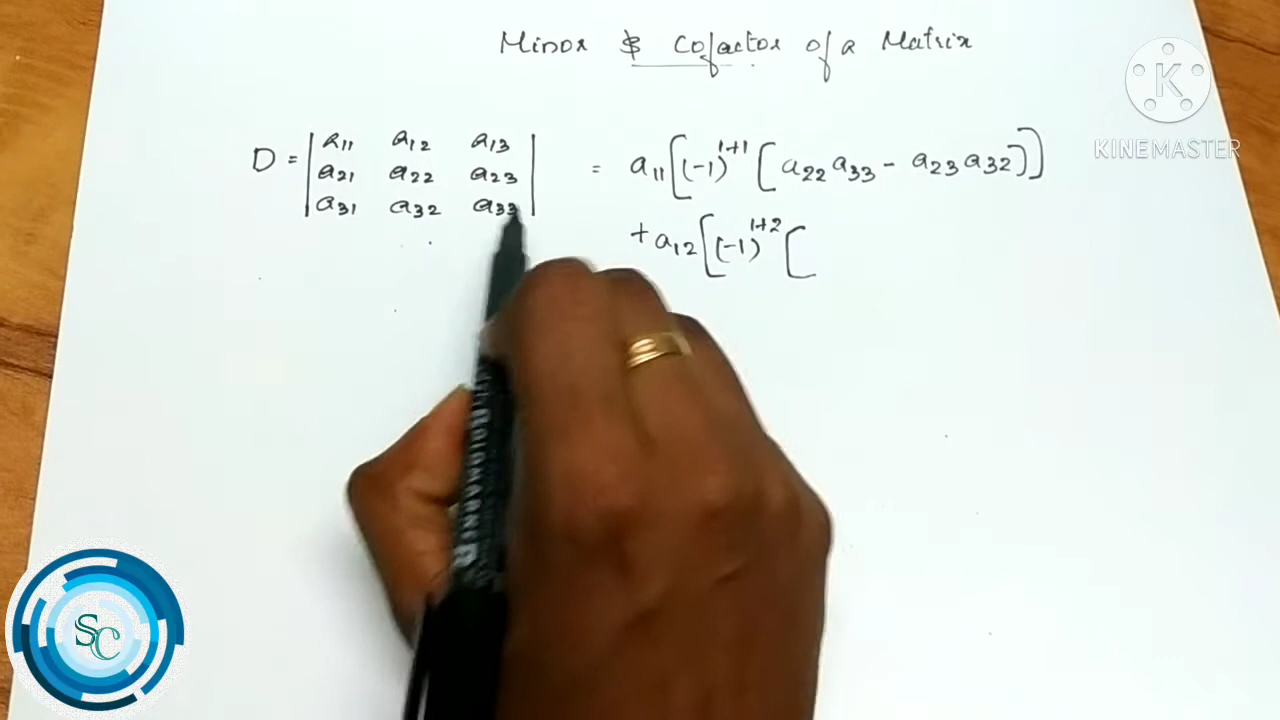 Minor & Cofactor of a Matrix
KINEMASTER
D = | a11 a12 a13 | = a11[(-1)^1+1 [a22 a33 - a23 a32]]
| a21 a22 a23 |
| a31 a32 a33 |
+ a12[(-1)^1+2 [
SC